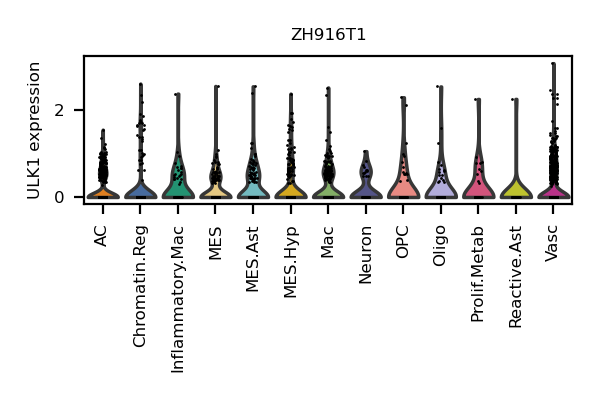 ZH916T1
ULK1 expression
2
0
AC
Chromatin.Reg
Inflammatory.Mac
MES
MES.Ast
MES.Hyp
Mac
Neuron
OPC
Oligo
Prolif.Metab
Reactive.Ast
Vasc